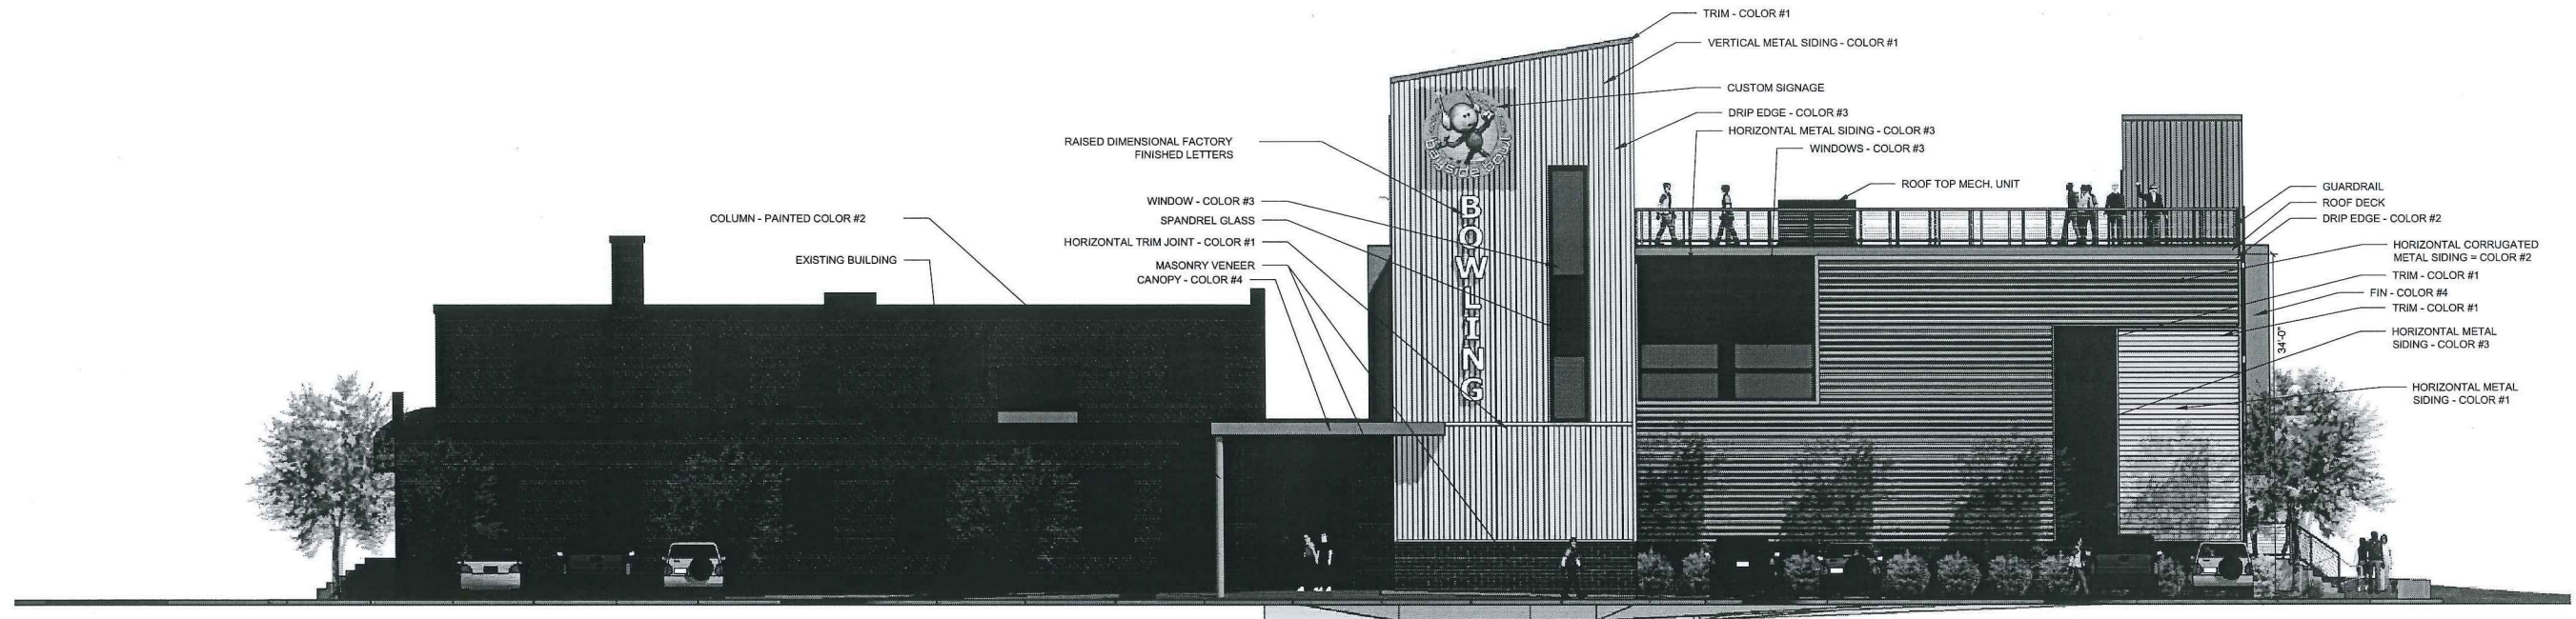 TRIM - COLOR #1
VERTICAL METAL SIDING - COLOR #1
CUSTOM SIGNAGE
DRIP EDGE - COLOR #3
HORIZONTAL METAL SIDING - COLOR #3
WINDOWS - COLOR #3
ROOF TOP MECH. UNIT
RAISED DIMENSIONAL FACTORY
FINISHED LETTERS
WINDOW - COLOR #3
SPANDREL GLASS
HORIZONTAL TRIM JOINT - COLOR #1
MASONRY VENEER
CANOPY - COLOR #4
COLUMN - PAINTED COLOR #2
EXISTING BUILDING
bayside bowl
BOWLING
GUARDRAIL
ROOF DECK
DRIP EDGE - COLOR #2
HORIZONTAL CORRUGATED
METAL SIDING = COLOR #2
TRIM - COLOR #1
FIN - COLOR #4
TRIM - COLOR #1
HORIZONTAL METAL
SIDING - COLOR #3
HORIZONTAL METAL
SIDING - COLOR #1
34'-0"